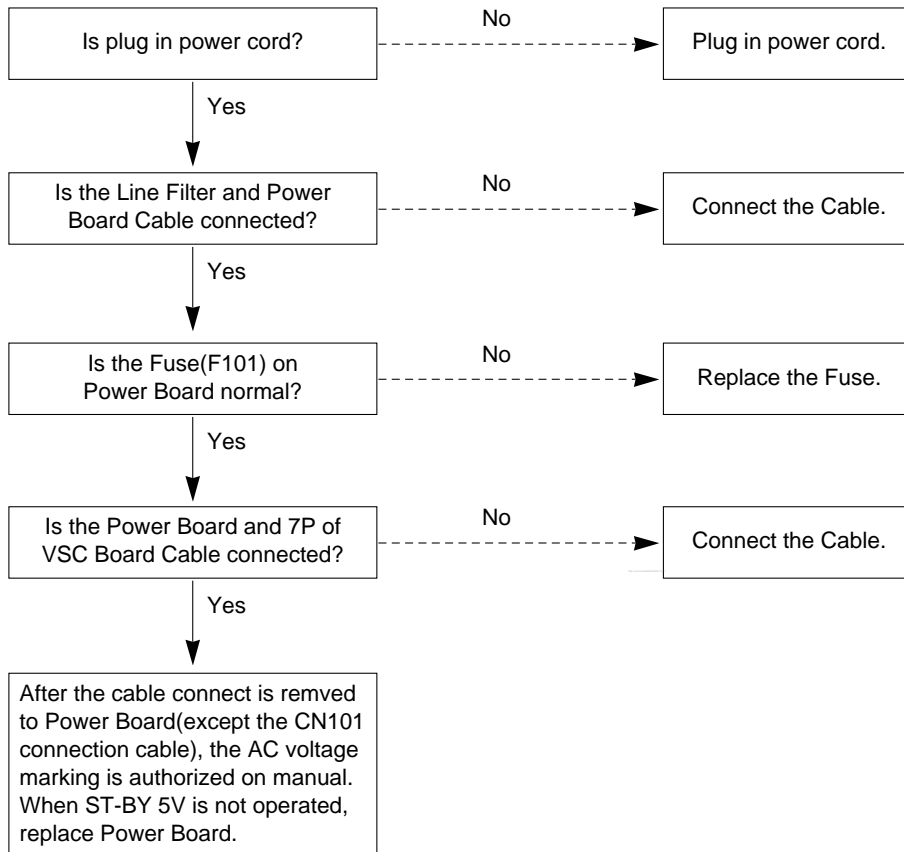 Is plug in power cord?
No
Plug in power cord.
Yes
Is the Line Filter and Power
Board Cable connected?
No
Connect the Cable.
Yes
Is the Fuse(F101) on
Power Board normal?
No
Replace the Fuse.
Yes
Is the Power Board and 7P of
VSC Board Cable connected?
No
Connect the Cable.
Yes
After the cable connect is remved
to Power Board(except the CN101
connection cable), the AC voltage
marking is authorized on manual.
When ST-BY 5V is not operated,
replace Power Board.